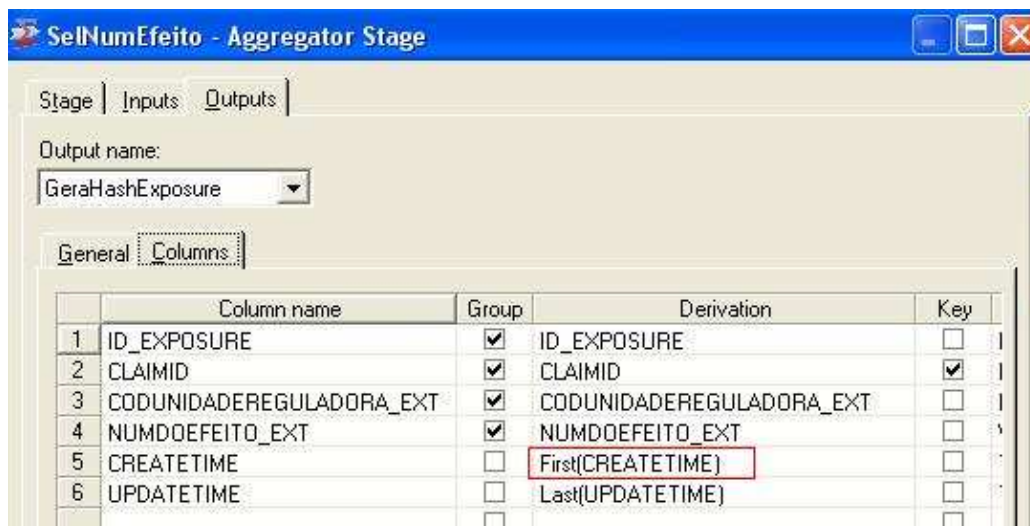 SelNumEfeito - Aggregator Stage
Stage Inputs Outputs
Output name:
GeraHashExposure
General Columns
Column name Group Derivation Key
1 ID_EXPOSURE ID_EXPOSURE
2 CLAIMID CLAIMID
3 CODUNIDADEREGULADORA_EXT CODUNIDADEREGULADORA_EXT
4 NUMDOEFEITO_EXT NUMDOEFEITO_EXT
5 CREATETIME First(CREATETIME)
6 UPDATETIME Last(UPDATETIME)